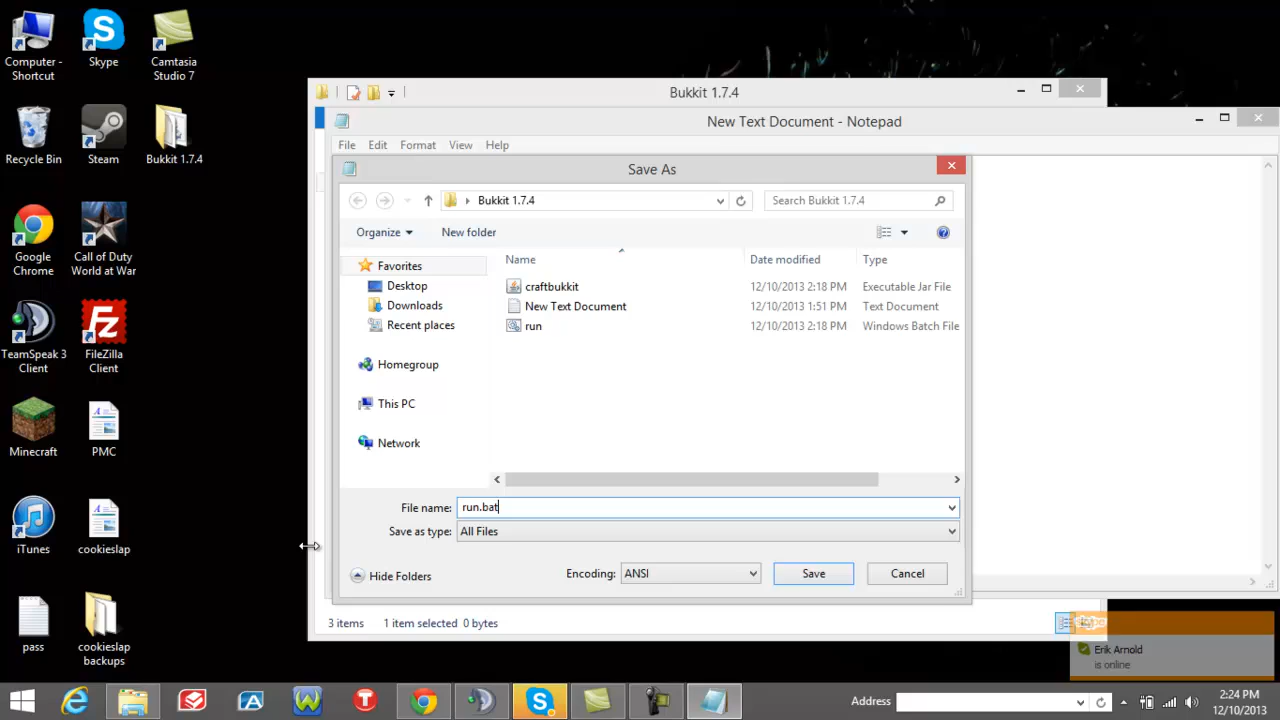 Computer - Shortcut
Skype
Camtasia Studio 7
Recycle Bin
Steam
Bukkit 1.7.4
Google Chrome
Call of Duty World at War
TeamSpeak 3 Client
FileZilla Client
Minecraft
PMC
iTunes
cookieslap
pass
cookieslap backups
Bukkit 1.7.4
New Text Document - Notepad
File Edit Format View Help
Save As
Bukkit 1.7.4
Search Bukkit 1.7.4
Organize New folder
Name Date modified Type
Favorites
Desktop
Downloads
Recent places
Homegroup
This PC
Network
craftbukkit 12/10/2013 2:18 PM Executable Jar File
New Text Document 12/10/2013 1:51 PM Text Document
run 12/10/2013 2:18 PM Windows Batch File
File name: run.bat
Save as type: All Files
Hide Folders Encoding: ANSI Save Cancel
3 items 1 item selected 0 bytes
skype
Erik Arnold
is online
Address
2:24 PM
12/10/2013